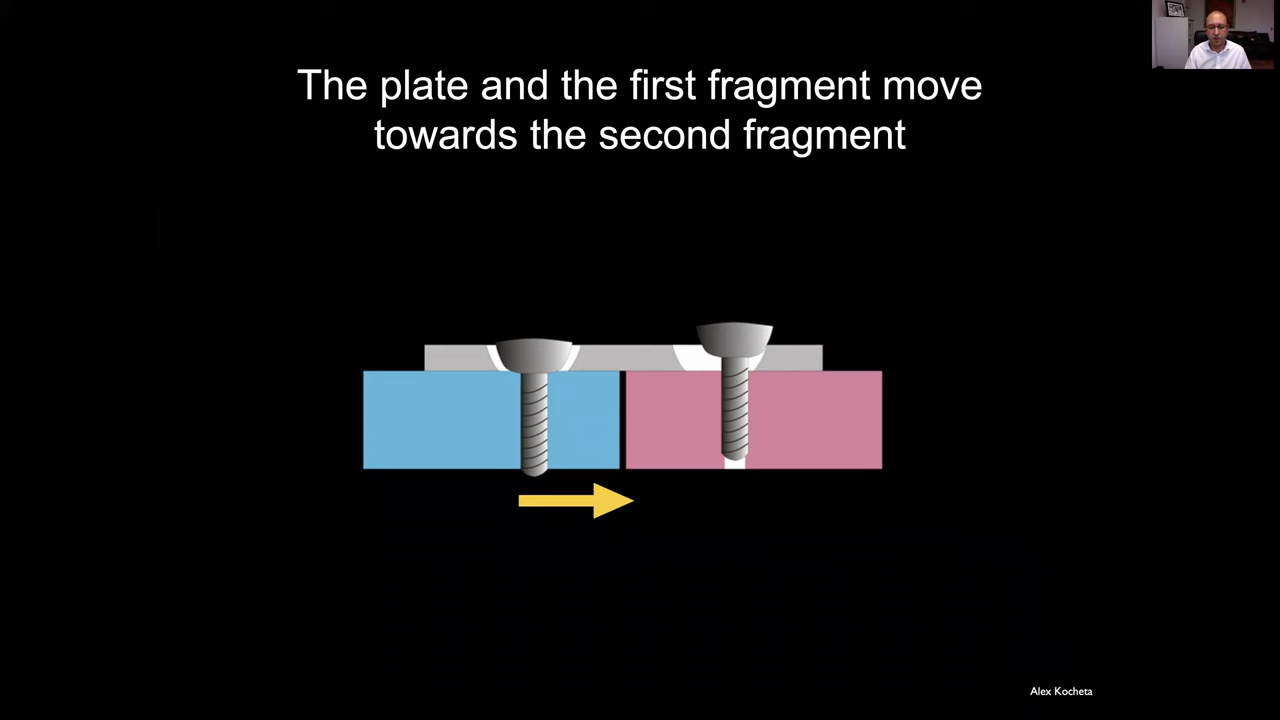 The plate and the first fragment move
towards the second fragment
Alex Kocheta